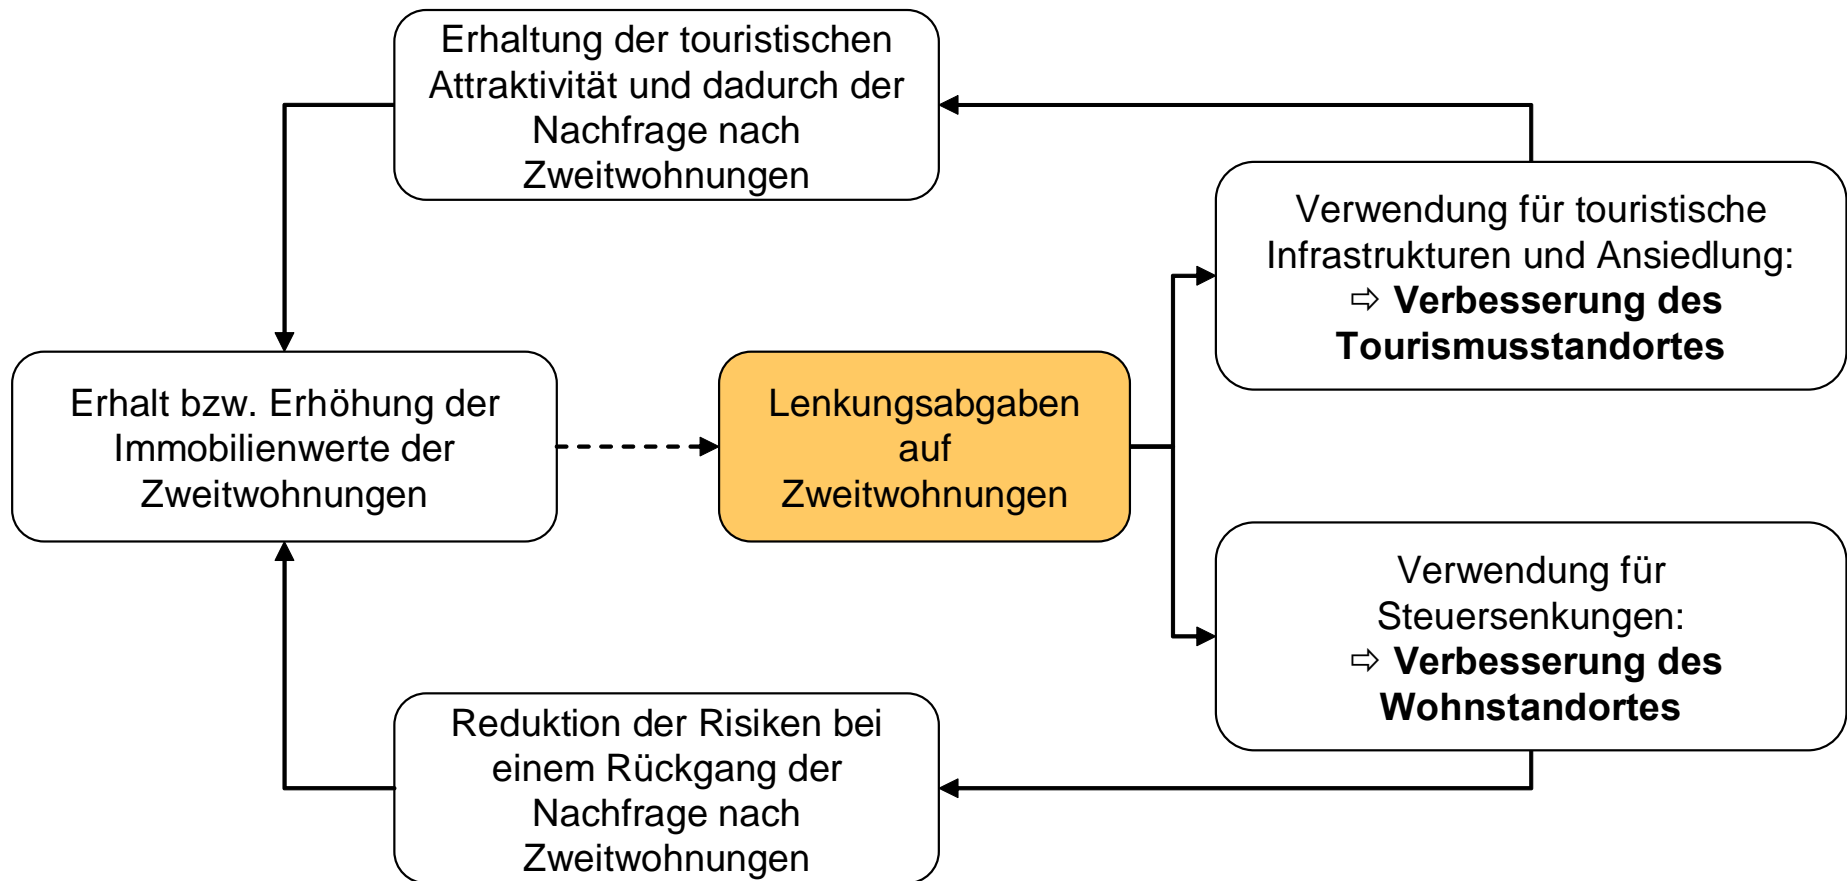 Erhaltung der touristischen
Attraktivität und dadurch der
Nachfrage nach
Zweitwohnungen
Verwendung für touristische
Infrastrukturen und Ansiedlung:
⇨ Verbesserung des
Tourismusstandortes
Erhalt bzw. Erhöhung der
Immobilienwerte der
Zweitwohnungen
Lenkungsabgaben
auf
Zweitwohnungen
Verwendung für
Steuersenkungen:
⇨ Verbesserung des
Wohnstandortes
Reduktion der Risiken bei
einem Rückgang der
Nachfrage nach
Zweitwohnungen